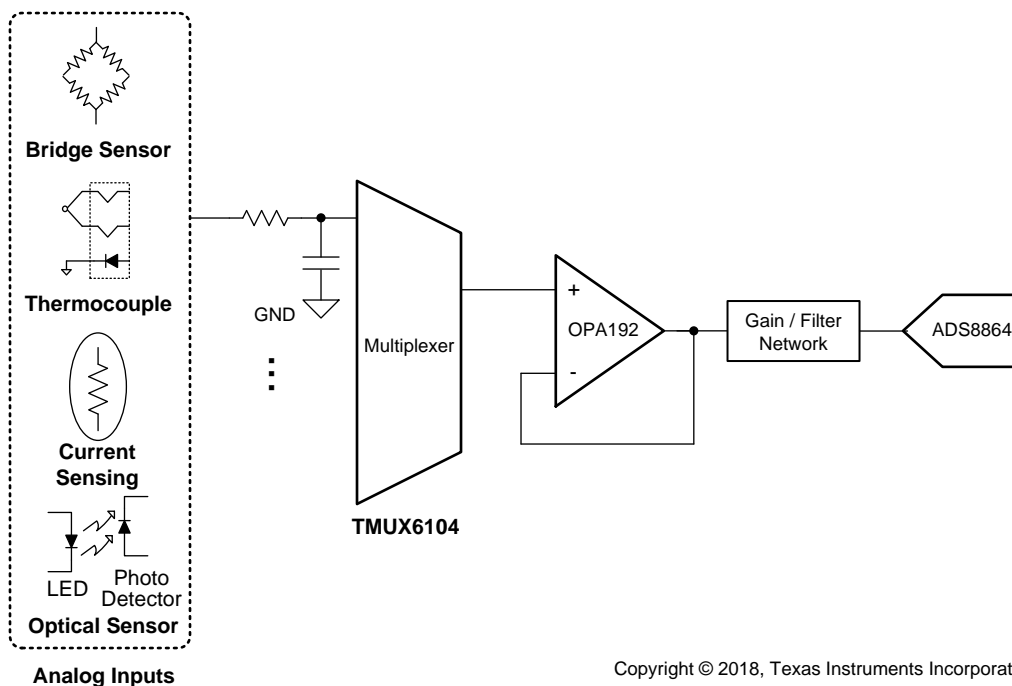 Bridge Sensor
Thermocouple
Current
Sensing
LED
Photo
Detector
Optical Sensor
Analog Inputs
GND
Multiplexer
TMUX6104
+
OPA192
-
Gain / Filter
Network
ADS8864
Copyright © 2018, Texas Instruments Incorporat